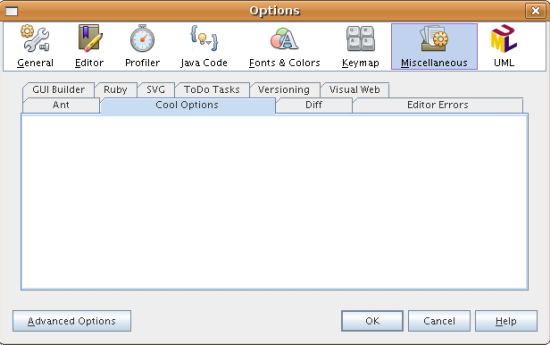 Options
General Editor Profiler Java Code Fonts & Colors Keymap Miscellaneous UML
GUI Builder Ruby SVG ToDo Tasks Versioning Visual Web
Ant Cool Options Diff Editor Errors
Advanced Options OK Cancel Help